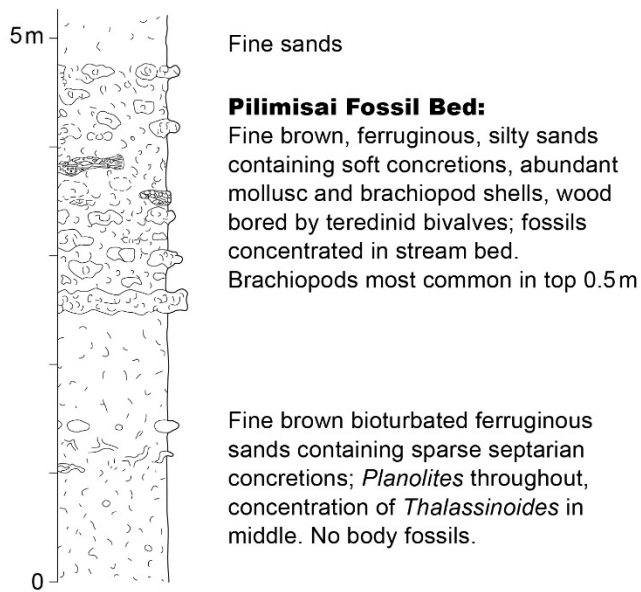 5m
Fine sands
Pilimisai Fossil Bed:
Fine brown, ferruginous, silty sands
containing soft concretions, abundant
mollusc and brachiopod shells, wood
bored by teredinid bivalves; fossils
concentrated in stream bed.
Brachiopods most common in top 0.5m
Fine brown bioturbated ferruginous
sands containing sparse septarian
concretions; Planolites throughout,
concentration of Thalassinoides in
middle. No body fossils.
0